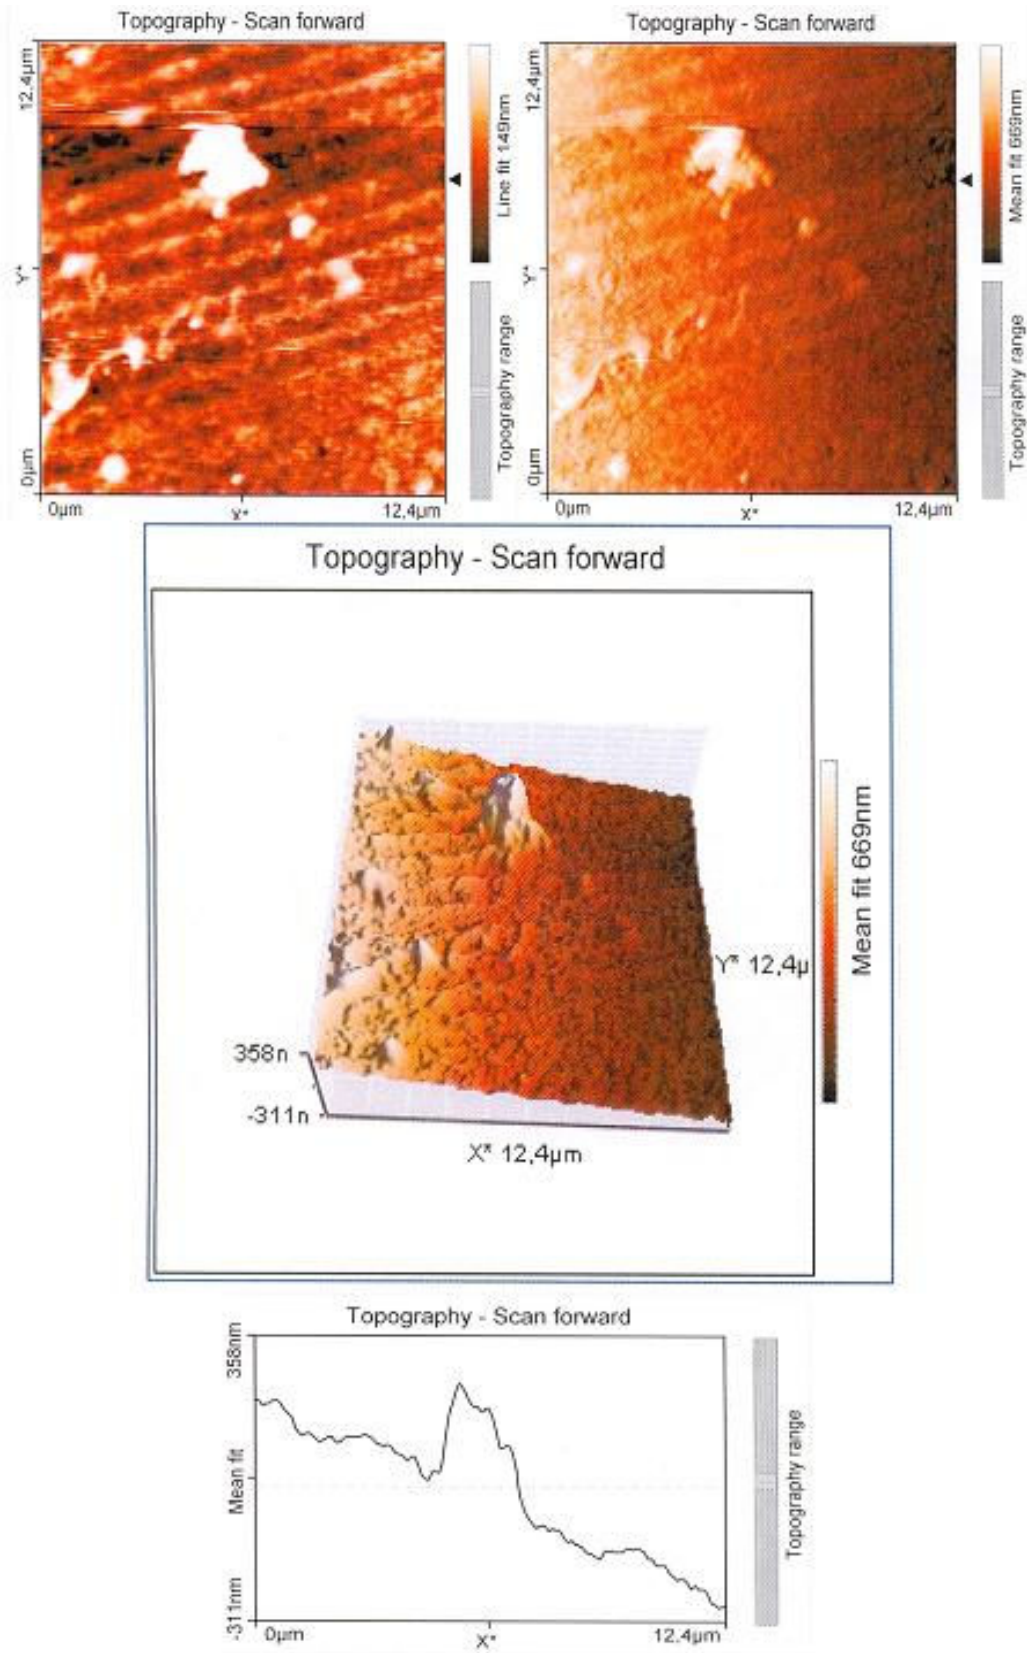 Topography - Scan forward
12,4µm
Y*
0µm
0µm
X*
12,4µm
Line fit 149nm
Topography range
Topography - Scan forward
12,4µm
Y*
0µm
0µm
X*
12,4µm
Mean fit 669nm
Topography range
Topography - Scan forward
Y* 12,4µ
358n
-311n
X* 12,4µm
Mean fit 669nm
Topography - Scan forward
358nm
Mean fit
-311nm
0µm
X*
12,4µm
Topography range